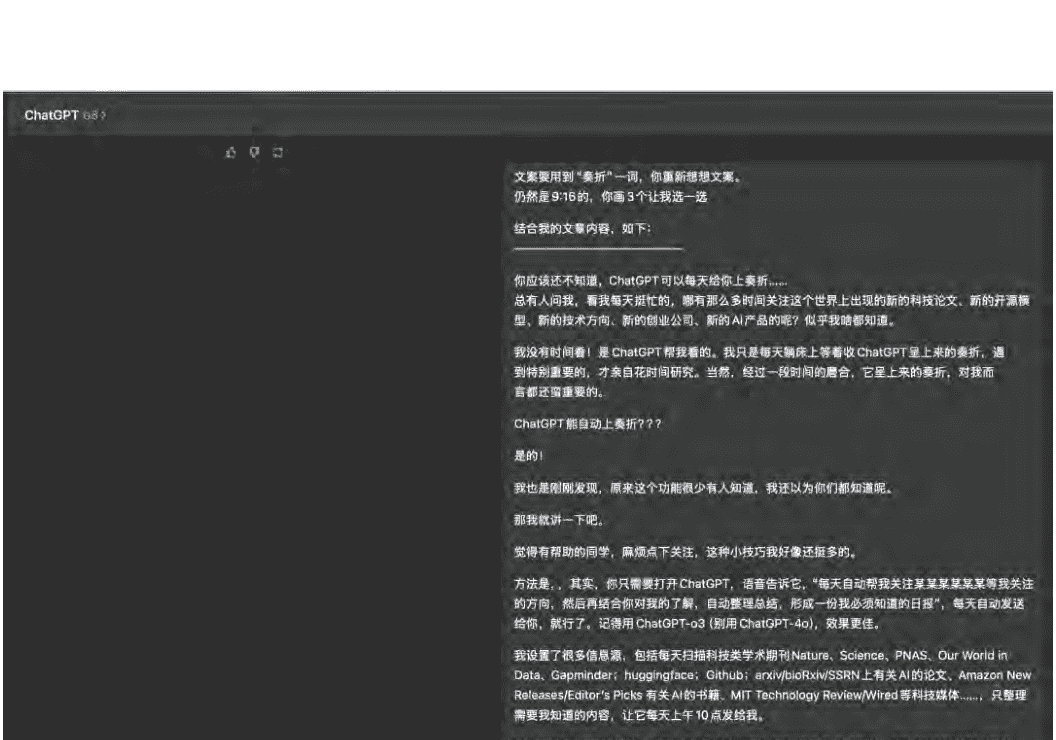 ChatGPT
文案要用到“奏折”一词，你重新想想文案。
仍然是9:16的，你画3个让我选一选
结合我的文章内容，如下：
你应该还不知道，ChatGPT可以每天给你上奏折……
总有人问我，看我每天挺忙的，哪有那么多时间关注这个世界上出现的新的科技论文、新的开源模
型、新的技术方向、新的创业公司、新的AI产品的呢？似乎我啥都知道。
我没有时间看！是ChatGPT帮我看的。我只是每天躺床上等着收ChatGPT呈上来的奏折，遇
到特别重要的，才亲自花时间研究。当然，经过一段时间的磨合，它呈上来的奏折，对我而
言都还蛮重要的。
ChatGPT能自动上奏折???
是的！
我也是刚刚发现，原来这个功能很少有人知道，我还以为你们都知道呢。
那我就讲一下吧。
觉得有帮助的同学，麻烦点下关注，这种小技巧我好像还挺多的。
方法是，，其实，你只需要打开ChatGPT，语音告诉它，“每天自动帮我关注某某某某某某等我关注
的方向，然后再结合你对我的了解，自动整理总结，形成一份我必须知道的日报”，每天自动发送
给你，就行了。记得用ChatGPT-o3 (别用ChatGPT-4o)，效果更佳。
我设置了很多信息源，包括每天扫描科技类学术期刊Nature、Science、PNAS、Our World in
Data、Gapminder；huggingface；Github；arxiv/bioRxiv/SSRN上有关AI的论文、Amazon New
Releases/Editor's Picks 有关AI的书籍、MIT Technology Review/Wired等科技媒体……，只整理
需要我知道的内容，让它每天上午10点发给我。